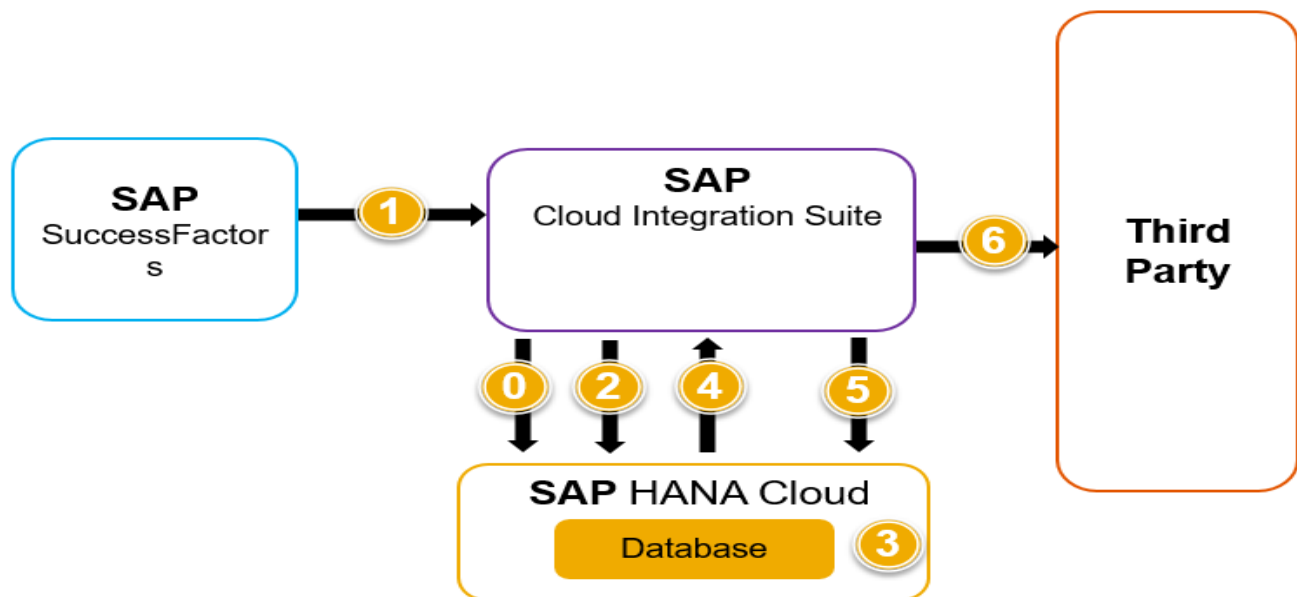 SAP
SuccessFactor
s
1
SAP
Cloud Integration Suite
6
Third
Party
0
2
4
5
SAP HANA Cloud
Database
3